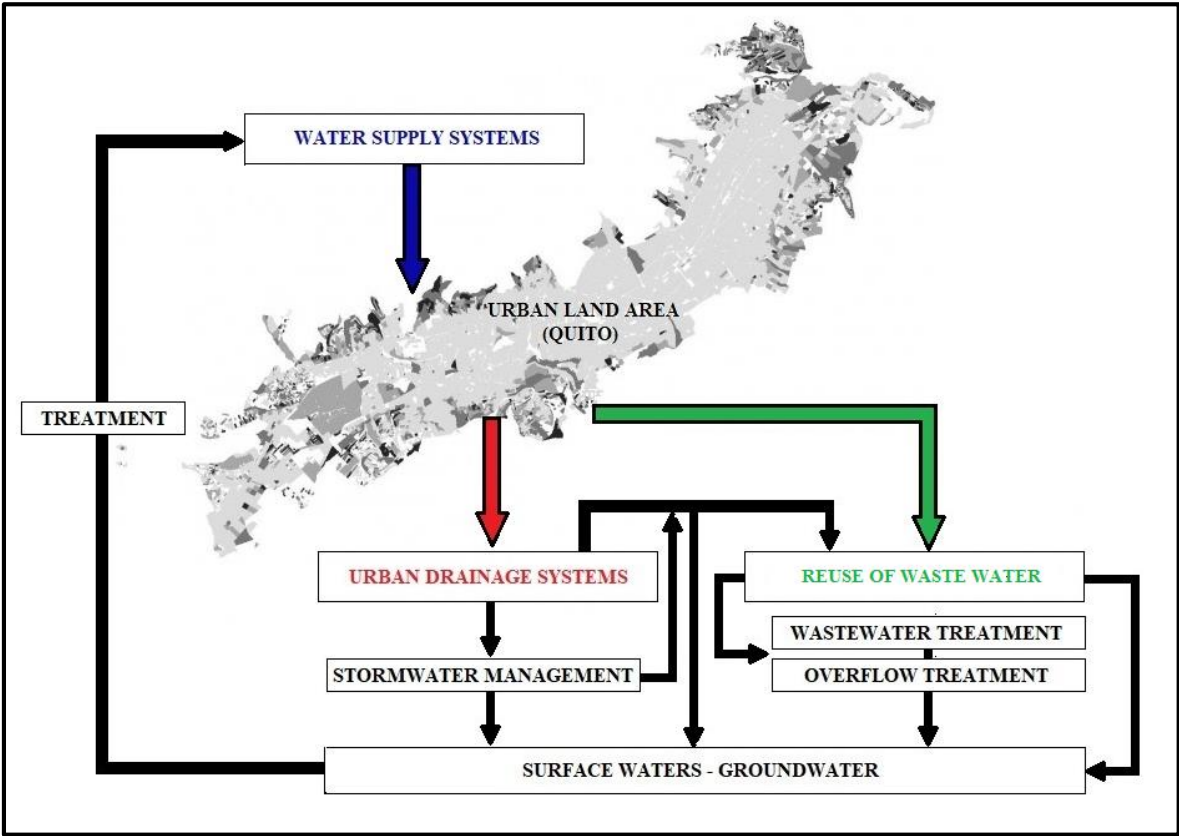 WATER SUPPLY SYSTEMS
URBAN LAND AREA
(QUITO)
TREATMENT
URBAN DRAINAGE SYSTEMS
REUSE OF WASTE WATER
WASTEWATER TREATMENT
STORMWATER MANAGEMENT
OVERFLOW TREATMENT
SURFACE WATERS - GROUNDWATER